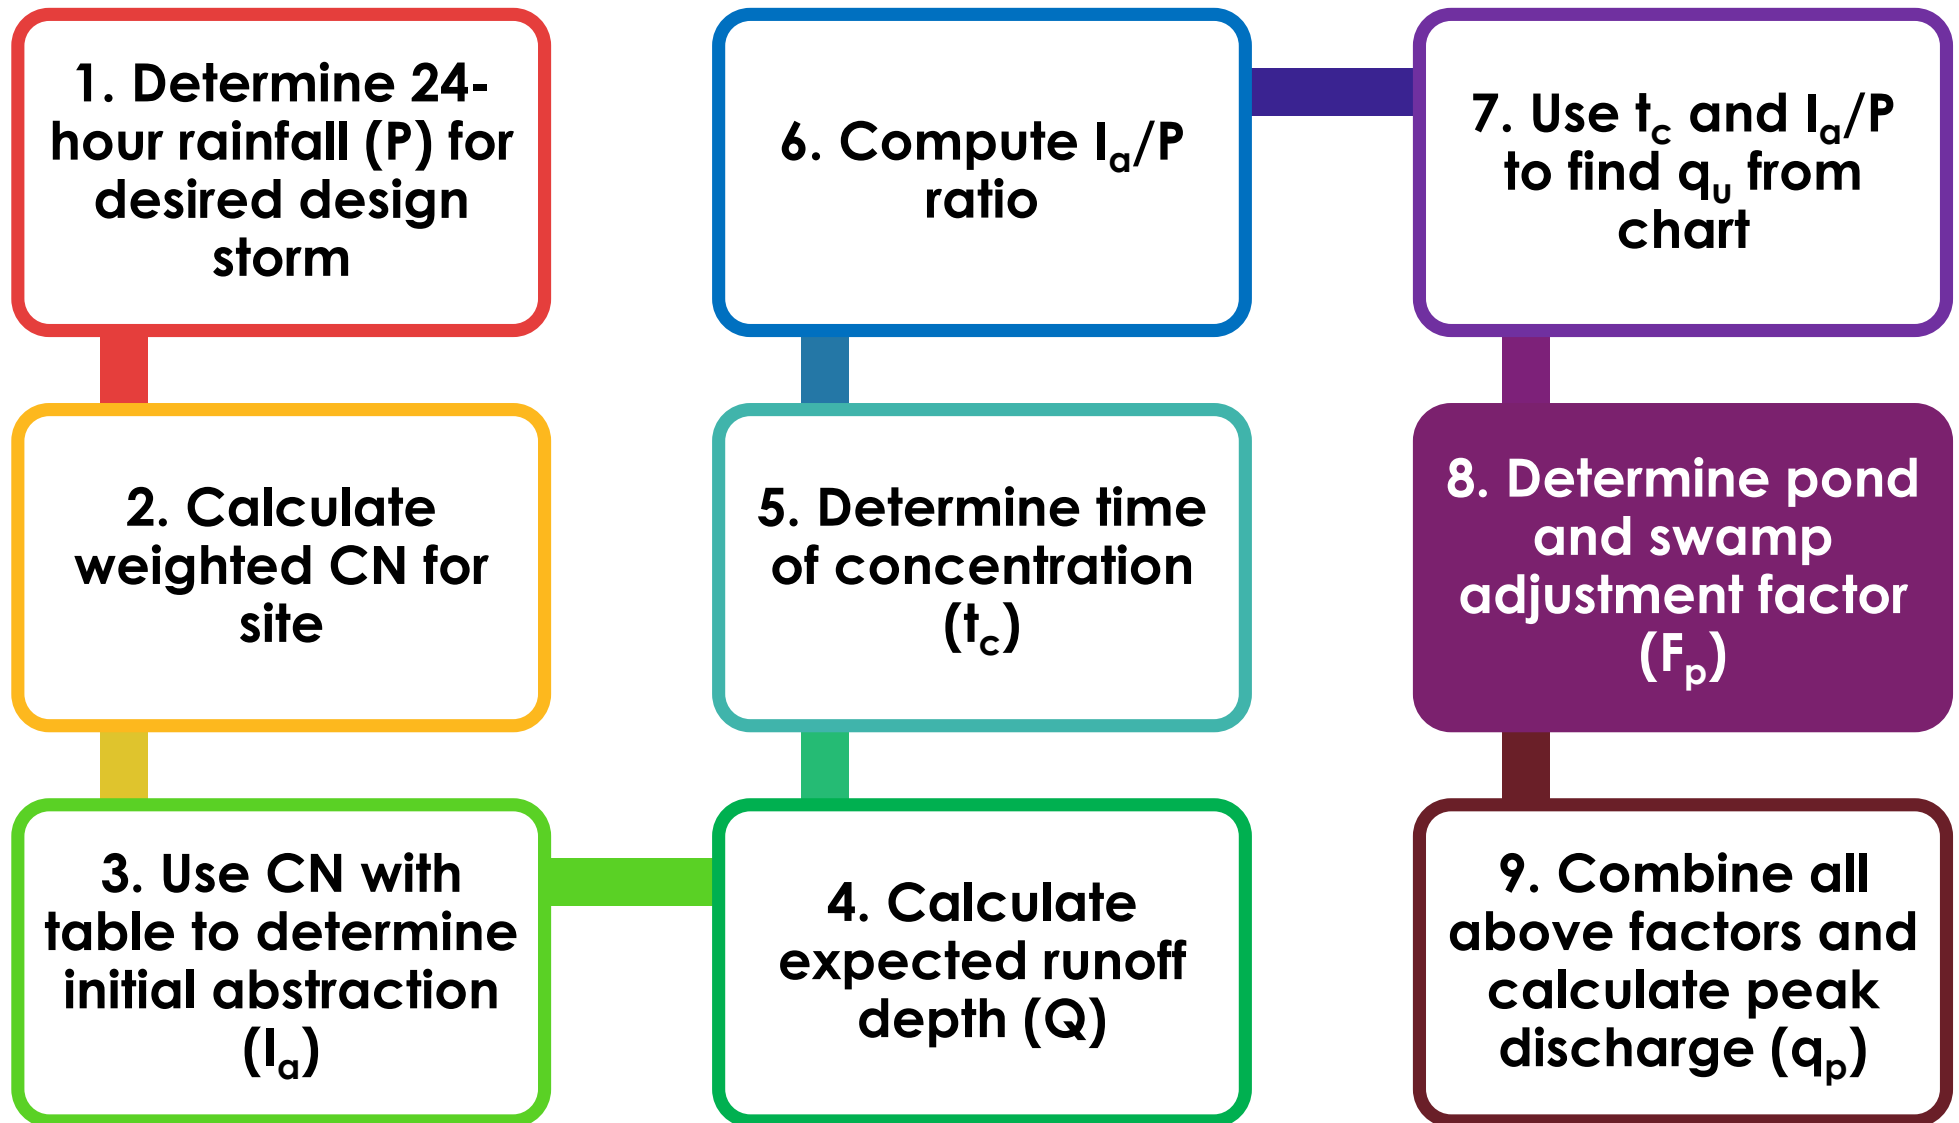 1. Determine 24-
hour rainfall (P) for
desired design
storm
2. Calculate
weighted CN for
site
3. Use CN with
table to determine
initial abstraction
(Iₐ)
4. Calculate
expected runoff
depth (Q)
5. Determine time
of concentration
(t_c)
6. Compute Iₐ/P
ratio
7. Use t_c and Iₐ/P
to find qᵤ from
chart
8. Determine pond
and swamp
adjustment factor
(Fₚ)
9. Combine all
above factors and
calculate peak
discharge (qₚ)